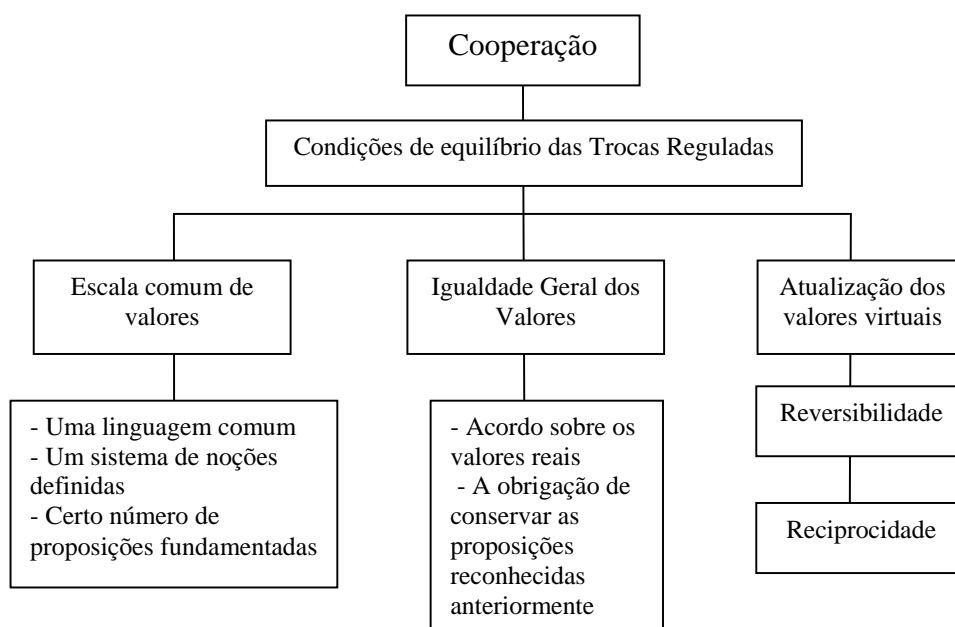 Cooperação
Condições de equilíbrio das Trocas Reguladas
Escala comum de
valores
Igualdade Geral dos
Valores
Atualização dos
valores virtuais
- Uma linguagem comum
- Um sistema de noções
definidas
- Certo número de
proposições fundamentadas
- Acordo sobre os
valores reais
- A obrigação de
conservar as
proposições
reconhecidas
anteriormente
Reversibilidade
Reciprocidade